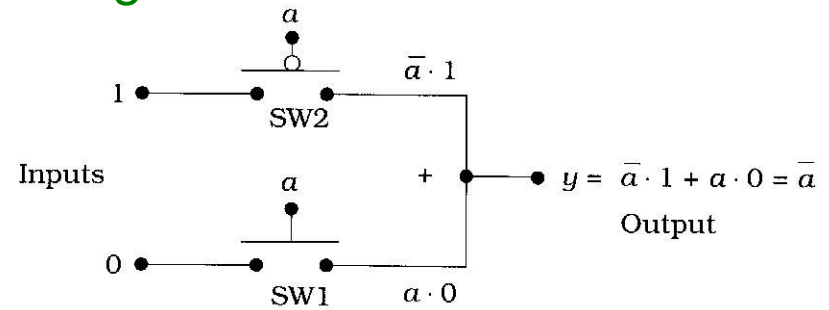 a
1
SW2
a̅ · 1
Inputs
a
+
y = a̅ · 1 + a · 0 = a̅
Output
0
SW1
a · 0